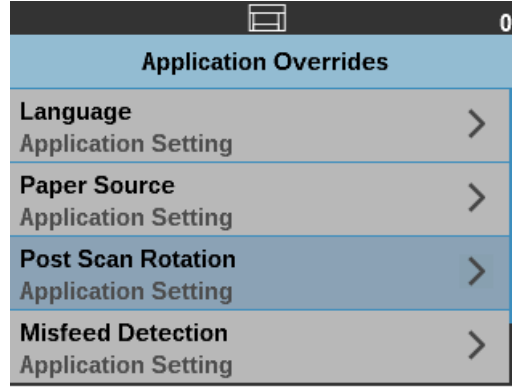 0
Application Overrides
Language
Application Setting
Paper Source
Application Setting
Post Scan Rotation
Application Setting
Misfeed Detection
Application Setting